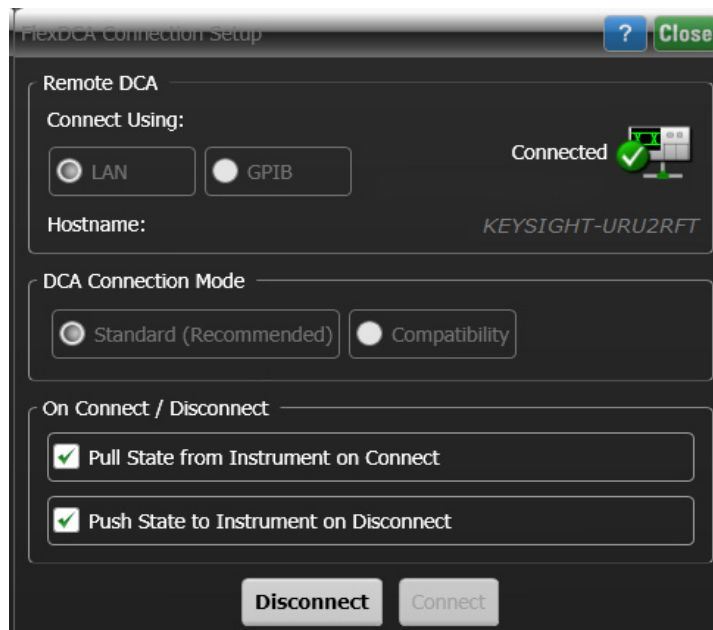 FlexDCA Connection Setup
? Close
Remote DCA
Connect Using:
LAN GPIB
Connected
Hostname: KEYSIGHT-URU2RFT
DCA Connection Mode
Standard (Recommended) Compatibility
On Connect / Disconnect
Pull State from Instrument on Connect
Push State to Instrument on Disconnect
Disconnect Connect